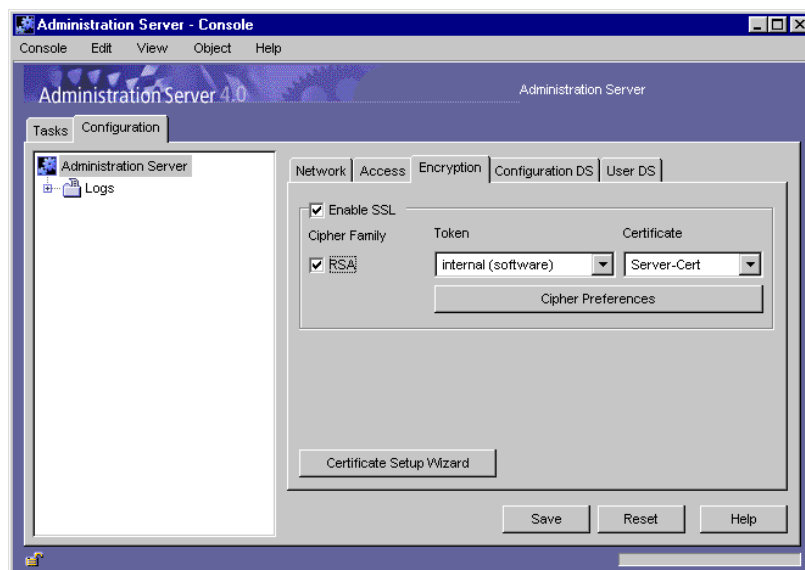 Administration Server - Console
Console Edit View Object Help
Administration Server 4.0
Administration Server
Tasks Configuration
Administration Server
Logs
Network Access Encryption Configuration DS User DS
Enable SSL
Cipher Family Token Certificate
RSA internal (software) Server-Cert
Cipher Preferences
Certificate Setup Wizard
Save Reset Help